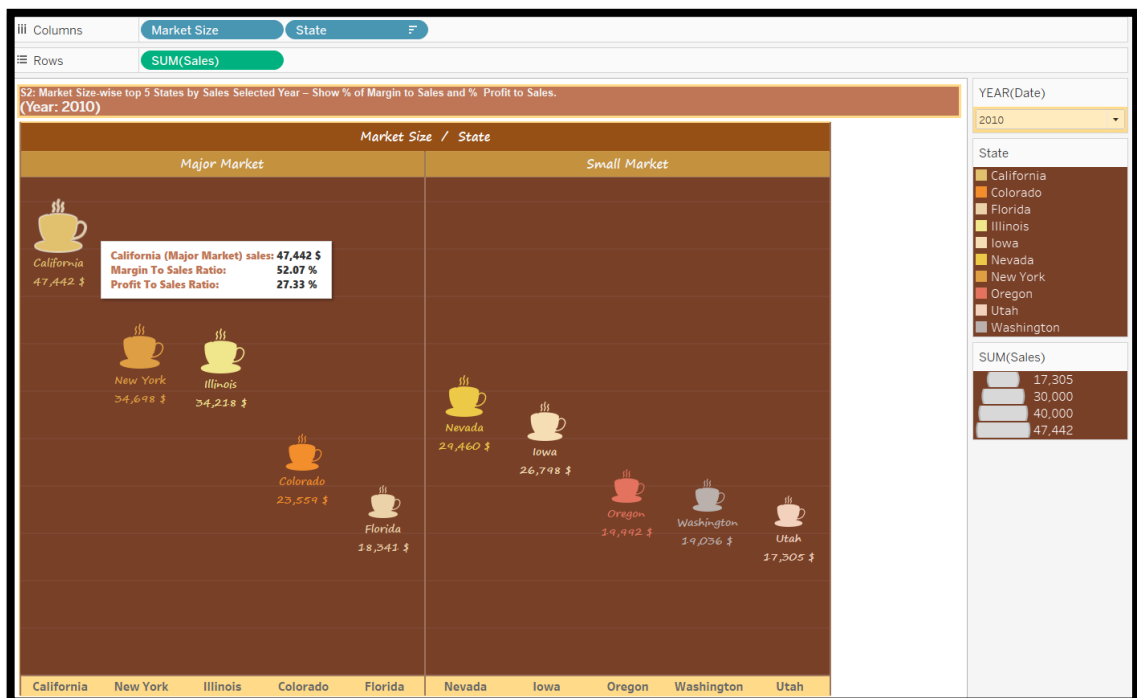 Columns
Market Size
State
Rows
SUM(Sales)
S2: Market Size-wise top 5 States by Sales Selected Year – Show % of Margin to Sales and % Profit to Sales.
(Year: 2010)
Market Size / State
Major Market
Small Market
California
47,442 $
California (Major Market) sales: 47,442 $
Margin To Sales Ratio: 52.07 %
Profit To Sales Ratio: 27.33 %
New York
34,698 $
Illinois
34,218 $
Colorado
23,559 $
Florida
18,341 $
Nevada
29,460 $
Iowa
26,798 $
Oregon
19,992 $
Washington
19,036 $
Utah
17,305 $
California New York Illinois Colorado Florida Nevada Iowa Oregon Washington Utah
YEAR(Date)
2010
State
California
Colorado
Florida
Illinois
Iowa
Nevada
New York
Oregon
Utah
Washington
SUM(Sales)
17,305
30,000
40,000
47,442